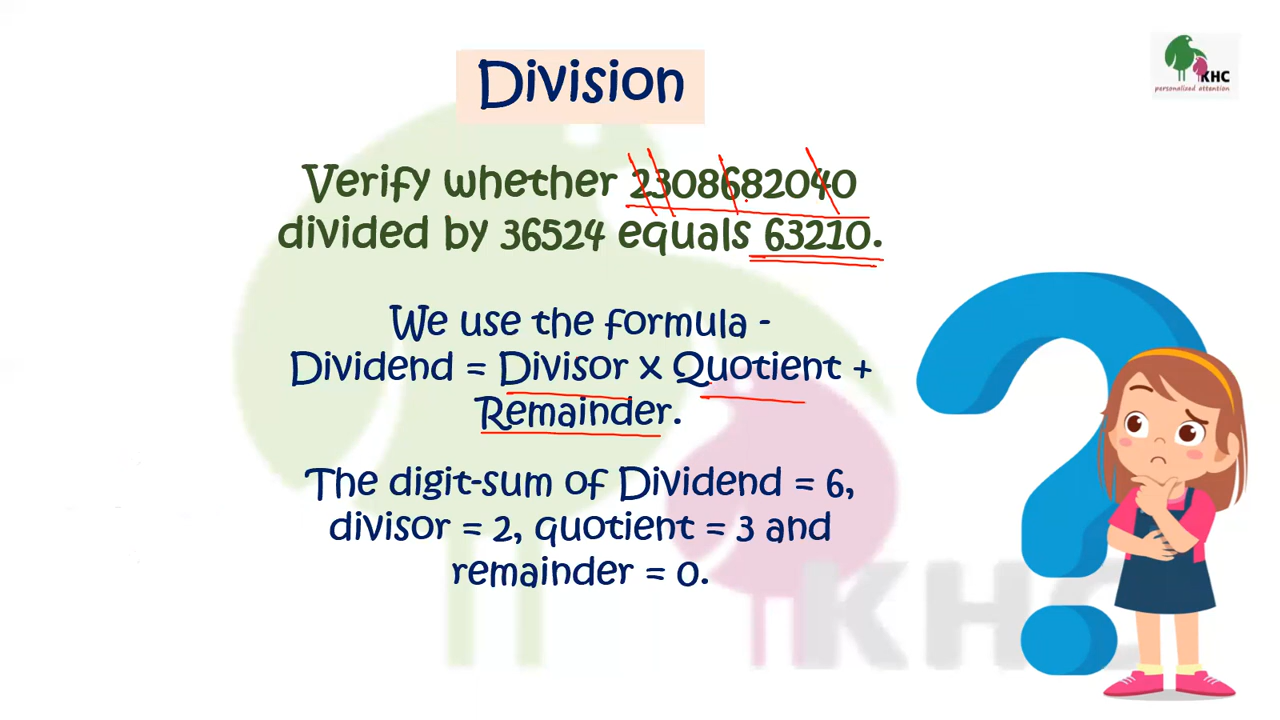 KHC
personalised attention
Division
Verify whether 2308682040
divided by 36524 equals 63210.
We use the formula -
Dividend = Divisor x Quotient +
Remainder.
The digit-sum of Dividend = 6,
divisor = 2, quotient = 3 and
remainder = 0.
KHC